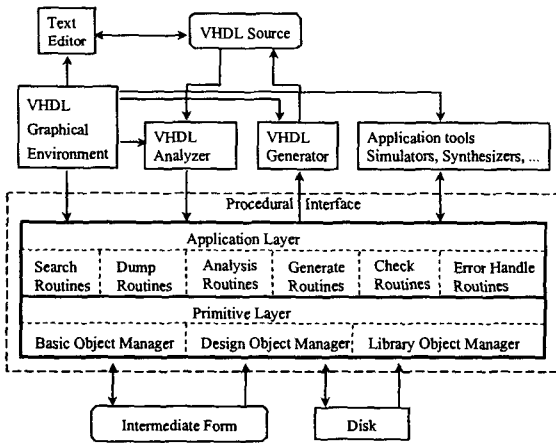 Text
Editor
VHDL Source
VHDL
Graphical
Environment
VHDL
Analyzer
VHDL
Generator
Application tools
Simulators, Synthesizers, ...
Procedural Interface
Application Layer
Search
Routines
Dump
Routines
Analysis
Routines
Generate
Routines
Check
Routines
Error Handle
Routines
Primitive Layer
Basic Object Manager
Design Object Manager
Library Object Manager
Intermediate Form
Disk